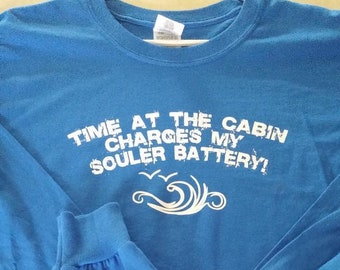 TIME AT THE CABIN
CHARGES MY
SOULER BATTERY!